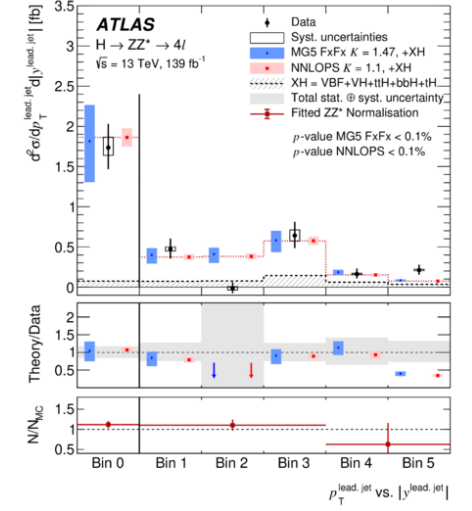 d²σ/dp_T^{lead. jet}d|y^{lead. jet}| [fb]
3.5
3
2.5
2
1.5
1
0.5
0
ATLAS
H → ZZ* → 4l
√s = 13 TeV, 139 fb⁻¹
Data
Syst. uncertainties
MG5 FxFx K = 1.47, +XH
NNLOPS K = 1.1, +XH
XH = VBF+VH+ttH+bbH+tH
Total stat. ⊕ syst. uncertainty
Fitted ZZ* Normalisation
p-value MG5 FxFx < 0.1%
p-value NNLOPS < 0.1%
Theory/Data
2
1.5
1
0.5
N/N_MC
1.5
1
0.5
Bin 0 Bin 1 Bin 2 Bin 3 Bin 4 Bin 5
p_T^{lead. jet} vs. |y^{lead. jet}|